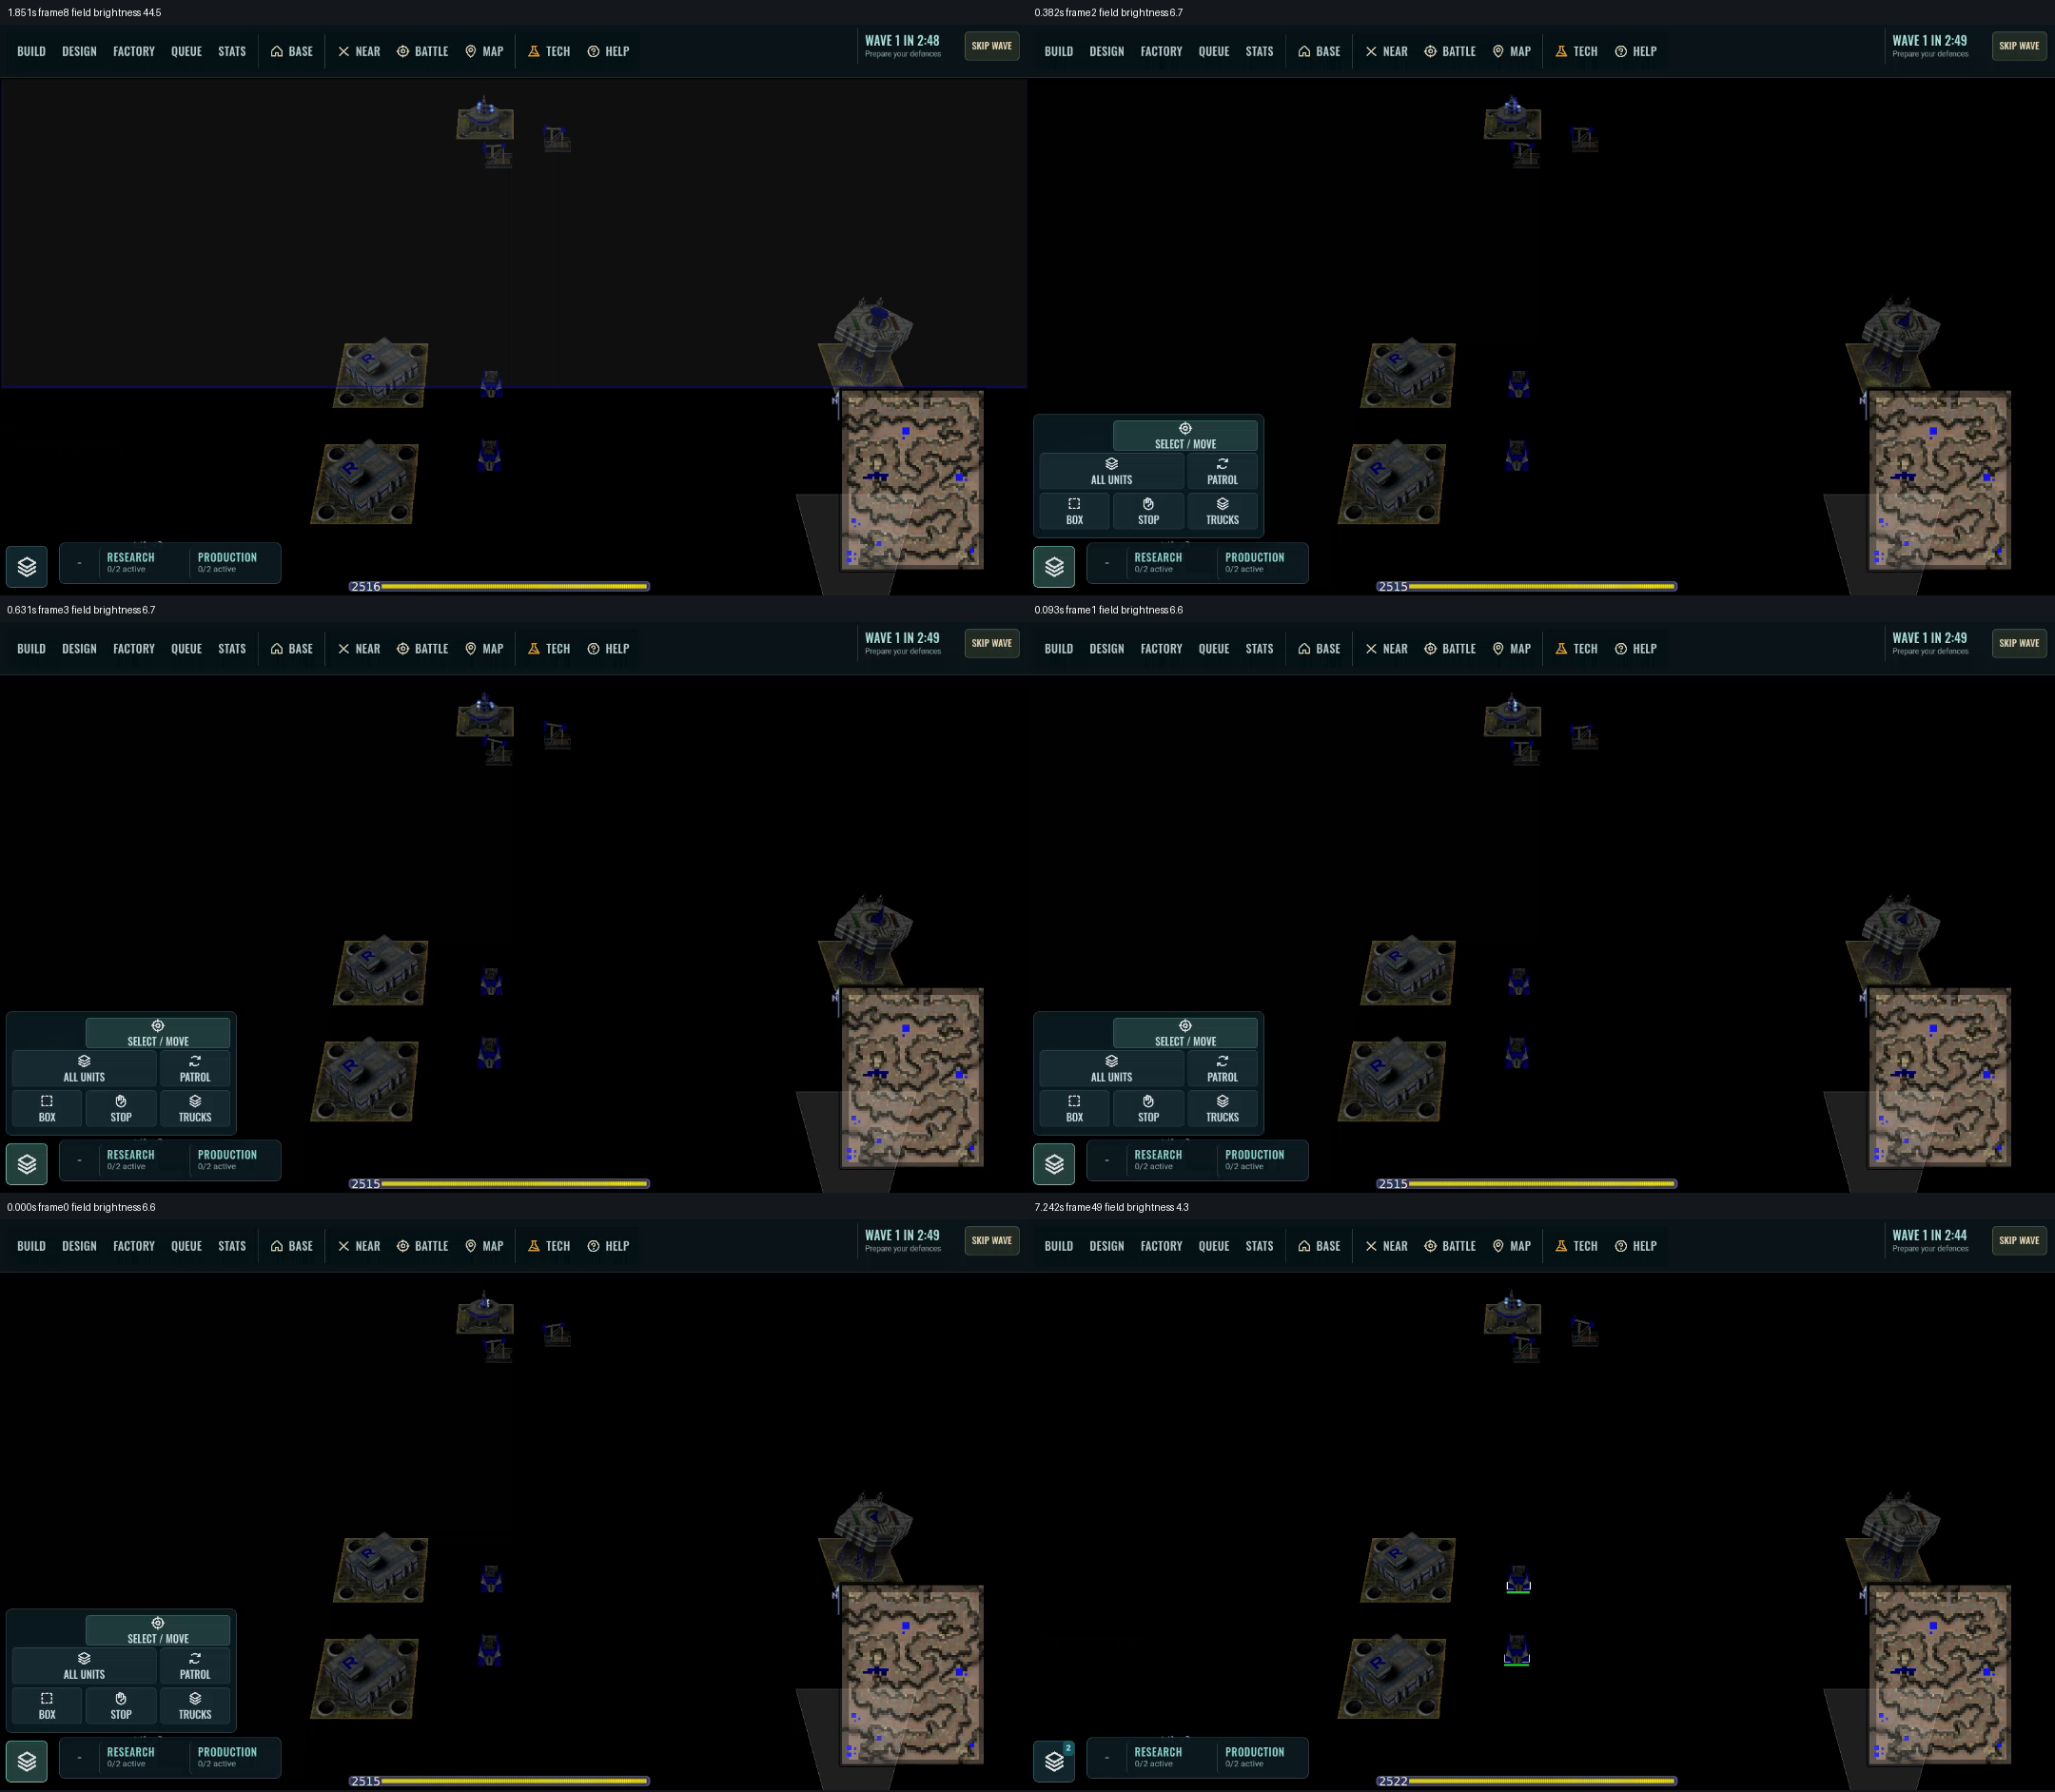 1.851s frame8 field brightness 44.5
BUILD DESIGN FACTORY QUEUE STATS BASE NEAR BATTLE MAP TECH HELP
WAVE 1 IN 2:48
Prepare your defences
SKIP WAVE
R
R
N
- RESEARCH PRODUCTION
0/2 active 0/2 active
2516
0.382s frame2 field brightness 6.7
BUILD DESIGN FACTORY QUEUE STATS BASE NEAR BATTLE MAP TECH HELP
WAVE 1 IN 2:49
Prepare your defences
SKIP WAVE
R
R
N
SELECT / MOVE
ALL UNITS PATROL
BOX STOP TRUCKS
- RESEARCH PRODUCTION
0/2 active 0/2 active
2515
0.631s frame3 field brightness 6.7
BUILD DESIGN FACTORY QUEUE STATS BASE NEAR BATTLE MAP TECH HELP
WAVE 1 IN 2:49
Prepare your defences
SKIP WAVE
R
R
N
SELECT / MOVE
ALL UNITS PATROL
BOX STOP TRUCKS
- RESEARCH PRODUCTION
0/2 active 0/2 active
2515
0.093s frame1 field brightness 6.6
BUILD DESIGN FACTORY QUEUE STATS BASE NEAR BATTLE MAP TECH HELP
WAVE 1 IN 2:49
Prepare your defences
SKIP WAVE
R
R
N
SELECT / MOVE
ALL UNITS PATROL
BOX STOP TRUCKS
- RESEARCH PRODUCTION
0/2 active 0/2 active
2515
0.000s frame0 field brightness 6.6
BUILD DESIGN FACTORY QUEUE STATS BASE NEAR BATTLE MAP TECH HELP
WAVE 1 IN 2:49
Prepare your defences
SKIP WAVE
R
R
N
SELECT / MOVE
ALL UNITS PATROL
BOX STOP TRUCKS
- RESEARCH PRODUCTION
0/2 active 0/2 active
2515
7.242s frame49 field brightness 4.3
BUILD DESIGN FACTORY QUEUE STATS BASE NEAR BATTLE MAP TECH HELP
WAVE 1 IN 2:44
Prepare your defences
SKIP WAVE
R
R
N
2
- RESEARCH PRODUCTION
0/2 active 0/2 active
2522